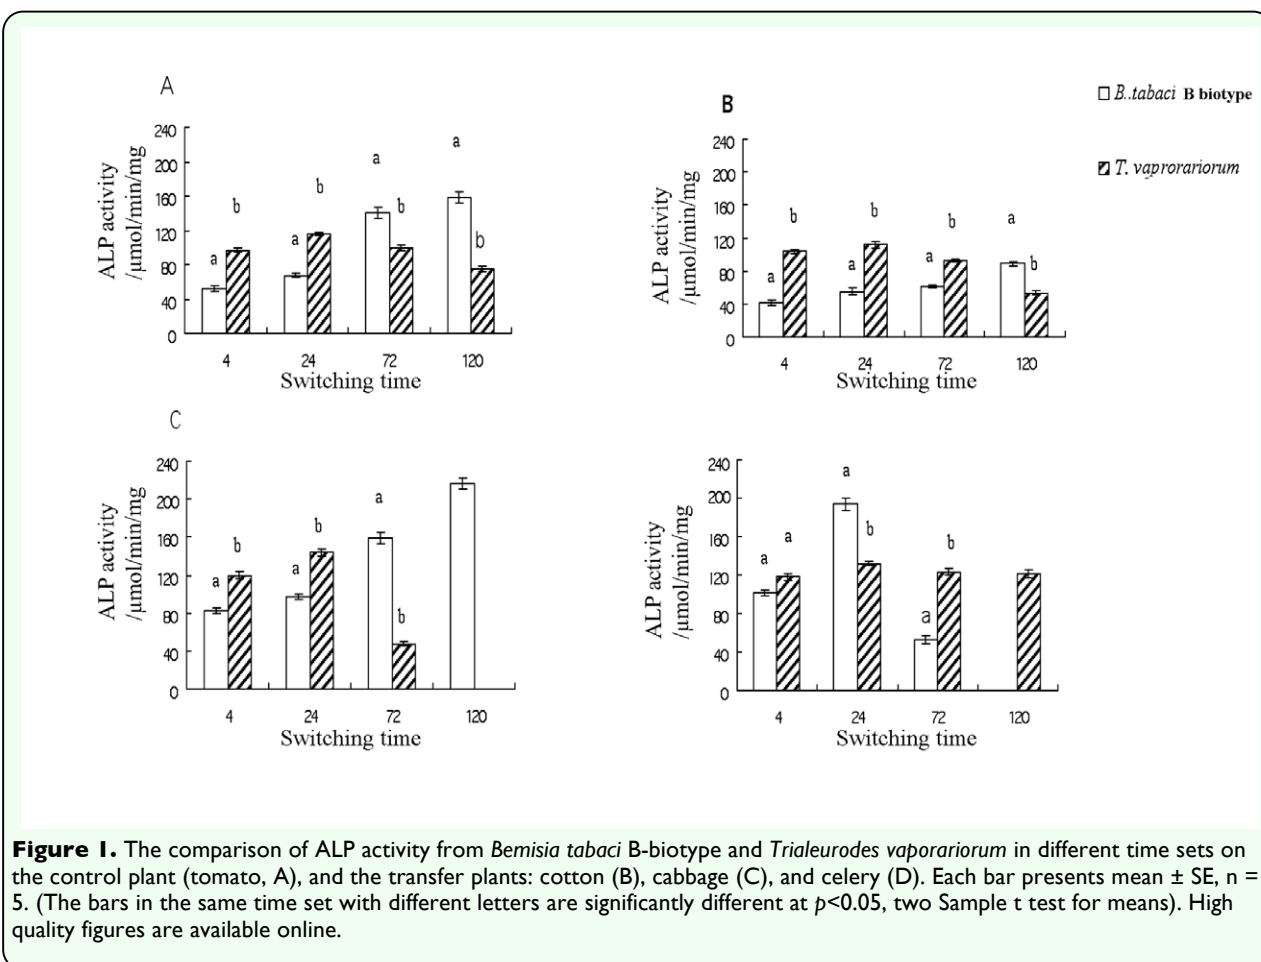 A
240
200
160
120
80
40
0
ALP activity
/µmol/min/mg
a
b
a
b
a
b
a
b
4 24 72 120
Switching time
B
240
200
160
120
80
40
0
ALP activity
/µmol/min/mg
a
b
a
b
a
b
a
b
4 24 72 120
Switching time
B..tabaci B biotype
T. vaprorariorum
C
240
200
160
120
80
40
0
ALP activity
/µmol/min/mg
a
b
a
b
a
b
4 24 72 120
Switching time
240
200
160
120
80
40
0
ALP activity
/µmol/min/mg
a
a
a
b
a
b
4 24 72 120
Switching time
Figure 1. The comparison of ALP activity from Bemisia tabaci B-biotype and Trialeurodes vaporariorum in different time sets on
the control plant (tomato, A), and the transfer plants: cotton (B), cabbage (C), and celery (D). Each bar presents mean ± SE, n =
5. (The bars in the same time set with different letters are significantly different at p<0.05, two Sample t test for means). High
quality figures are available online.